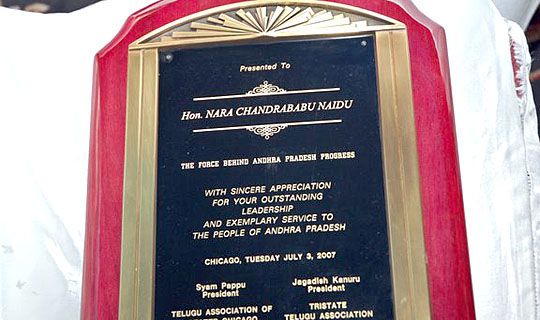 Presented To
Hon. NARA CHANDRABABU NAIDU
THE FORCE BEHIND ANDHRA PRADESH PROGRESS
WITH SINCERE APPRECIATION
FOR YOUR OUTSTANDING
LEADERSHIP
AND EXEMPLARY SERVICE TO
THE PEOPLE OF ANDHRA PRADESH
CHICAGO, TUESDAY JULY 3, 2007
Syam Pappu Jagadish Kanuru
President President
TELUGU ASSOCIATION OF TRISTATE
CHICAGO TELUGU ASSOCIATION